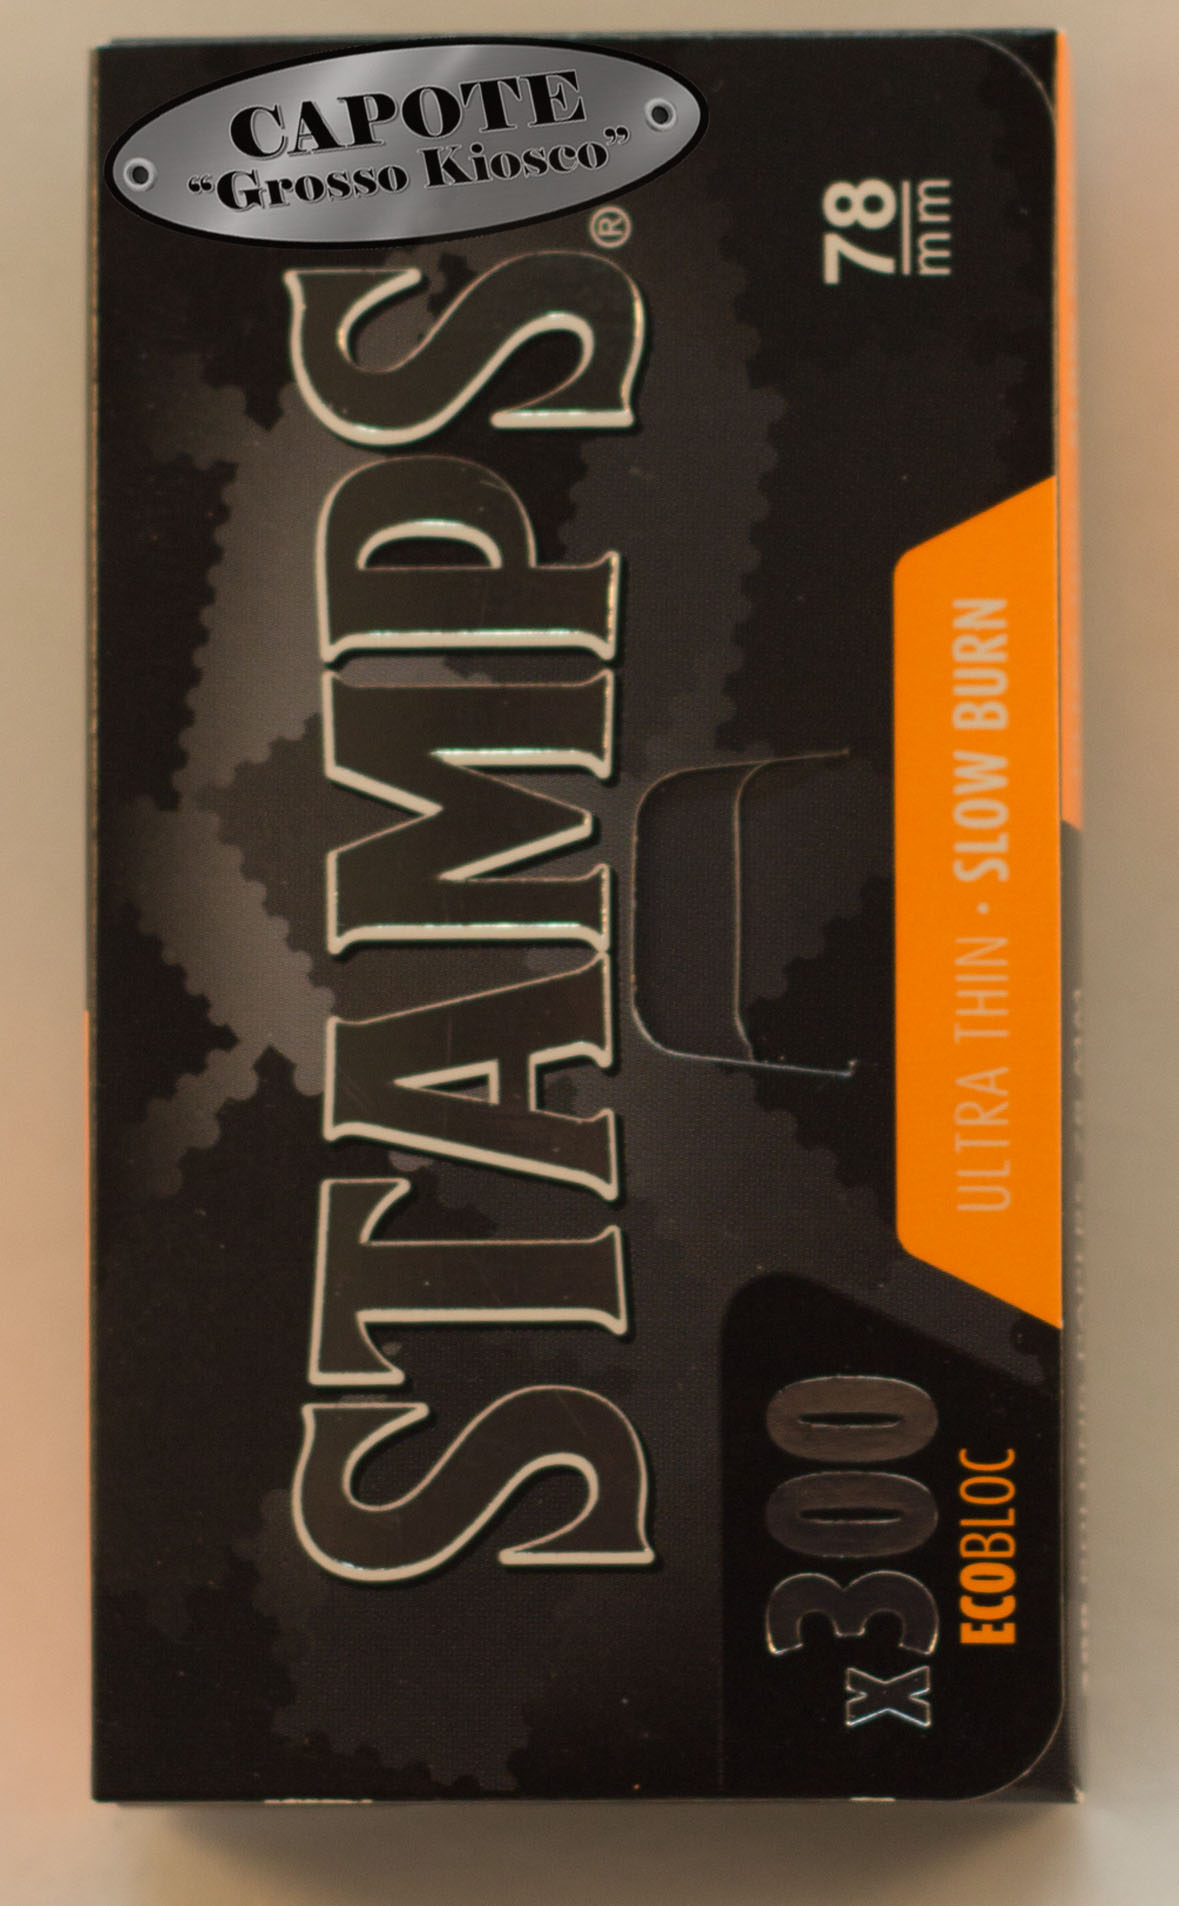 CAPOTE
“Grosso Kiosco”
STAMPS®
78
mm
ULTRA THIN • SLOW BURN
x300
ECOBLOC